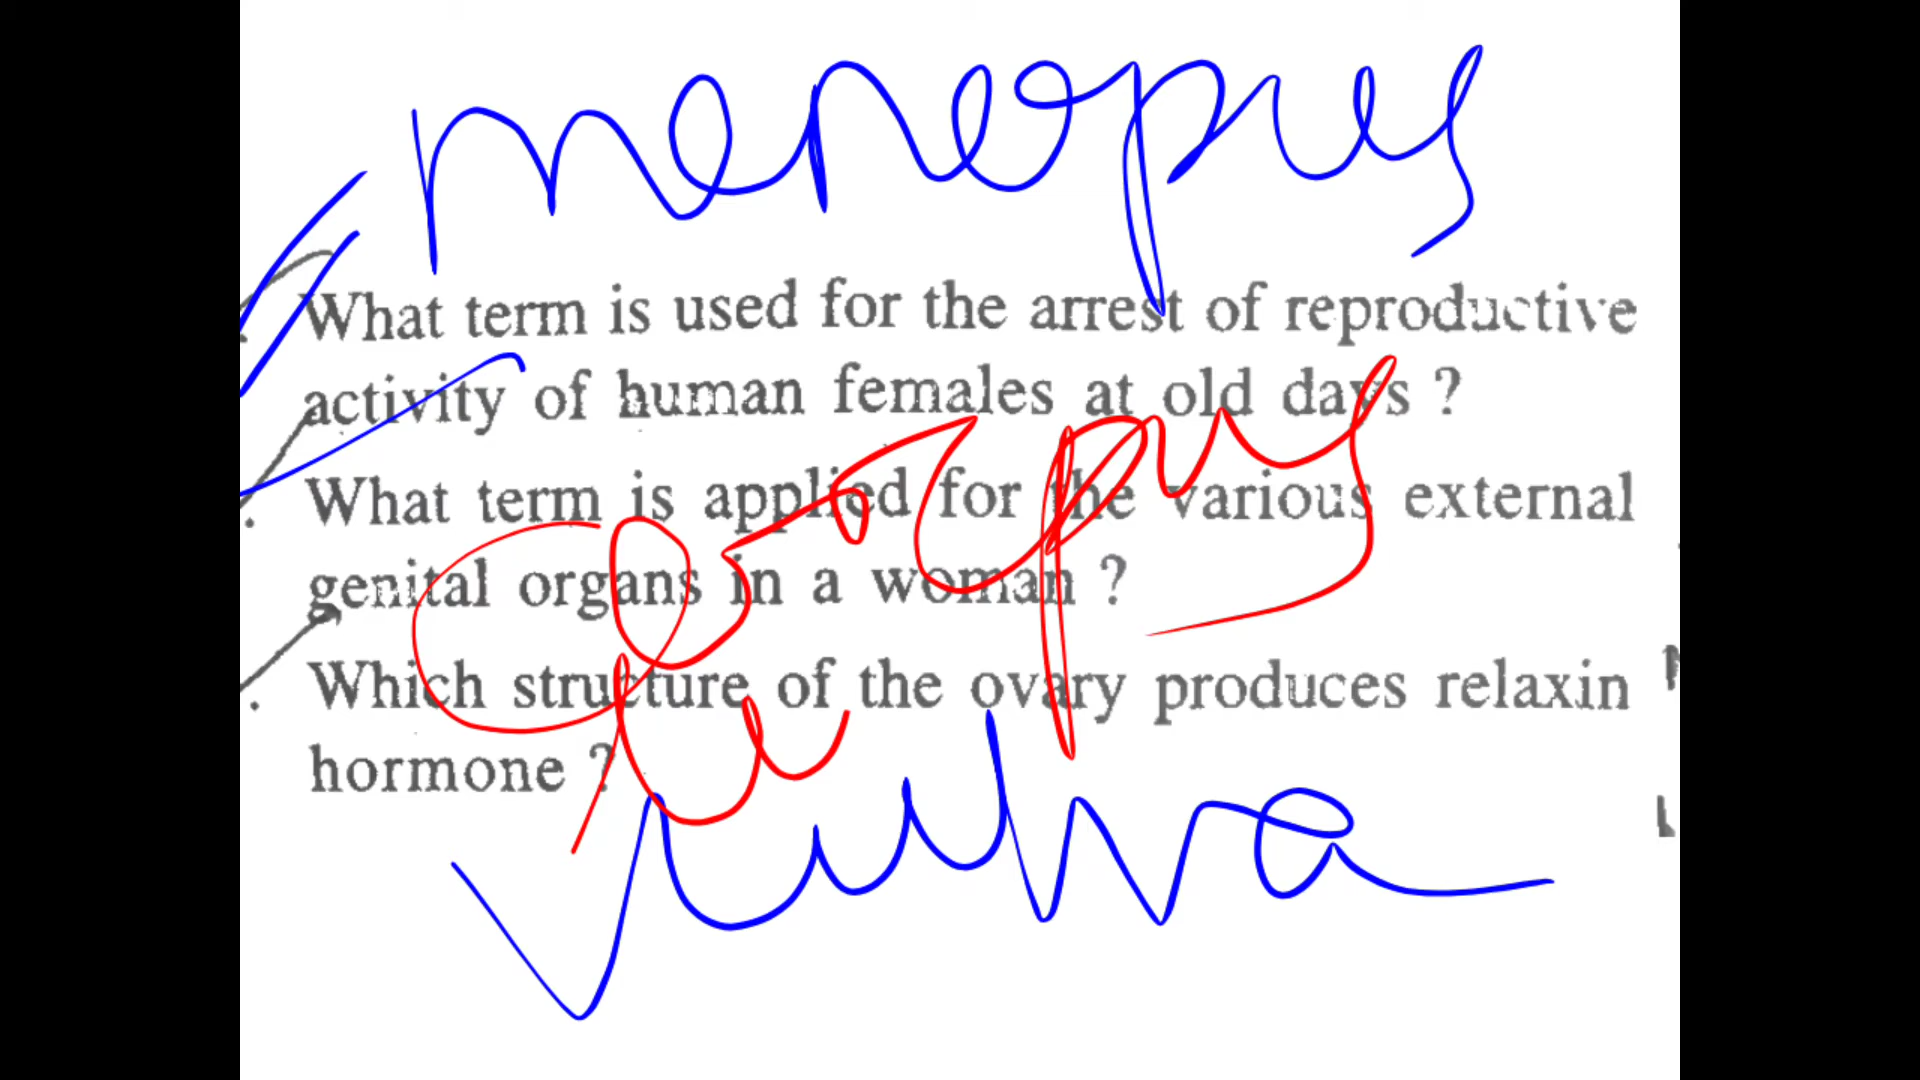 menopus
What term is used for the arrest of reproductive
activity of human females at old days ?
What term is applied for the various external
genital organs in a woman ?
Which structure of the ovary produces relaxin
hormone ?
vulva